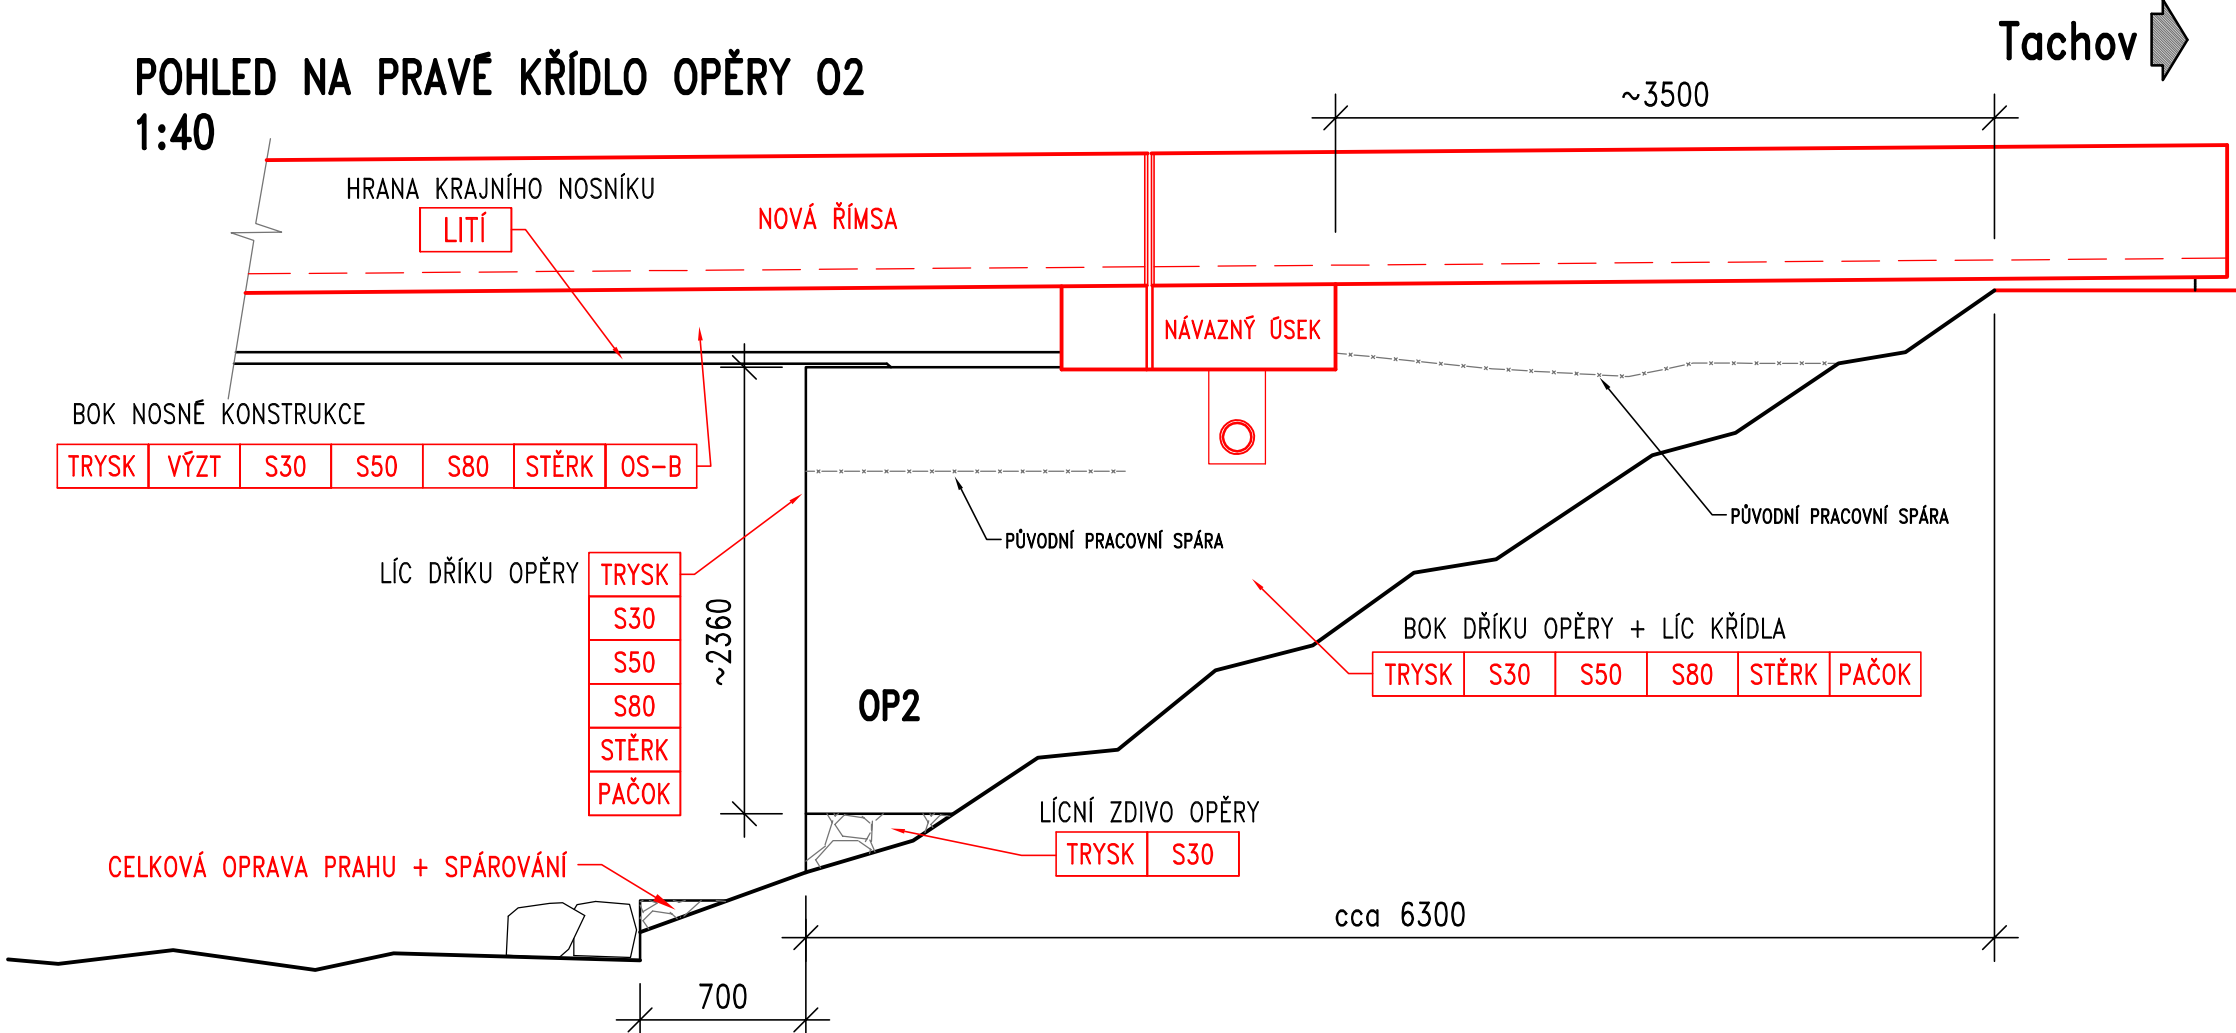 Tachov
POHLED NA PRAVÉ KŘÍDLO OPĚRY O2
1:40
~3500
HRANA KRAJNÍHO NOSNÍKU
LITÍ
NOVÁ ŘÍMSA
NÁVAZNÝ ÚSEK
BOK NOSNÉ KONSTRUKCE
TRYSK VÝZT S30 S50 S80 STĚRK OS-B
PŮVODNÍ PRACOVNÍ SPÁRA
PŮVODNÍ PRACOVNÍ SPÁRA
LÍC DŘÍKU OPĚRY
TRYSK
S30
S50
S80
STĚRK
PAČOK
~2360
BOK DŘÍKU OPĚRY + LÍC KŘÍDLA
TRYSK S30 S50 S80 STĚRK PAČOK
OP2
LÍCNÍ ZDIVO OPĚRY
TRYSK S30
CELKOVÁ OPRAVA PRAHU + SPÁROVÁNÍ
cca 6300
700